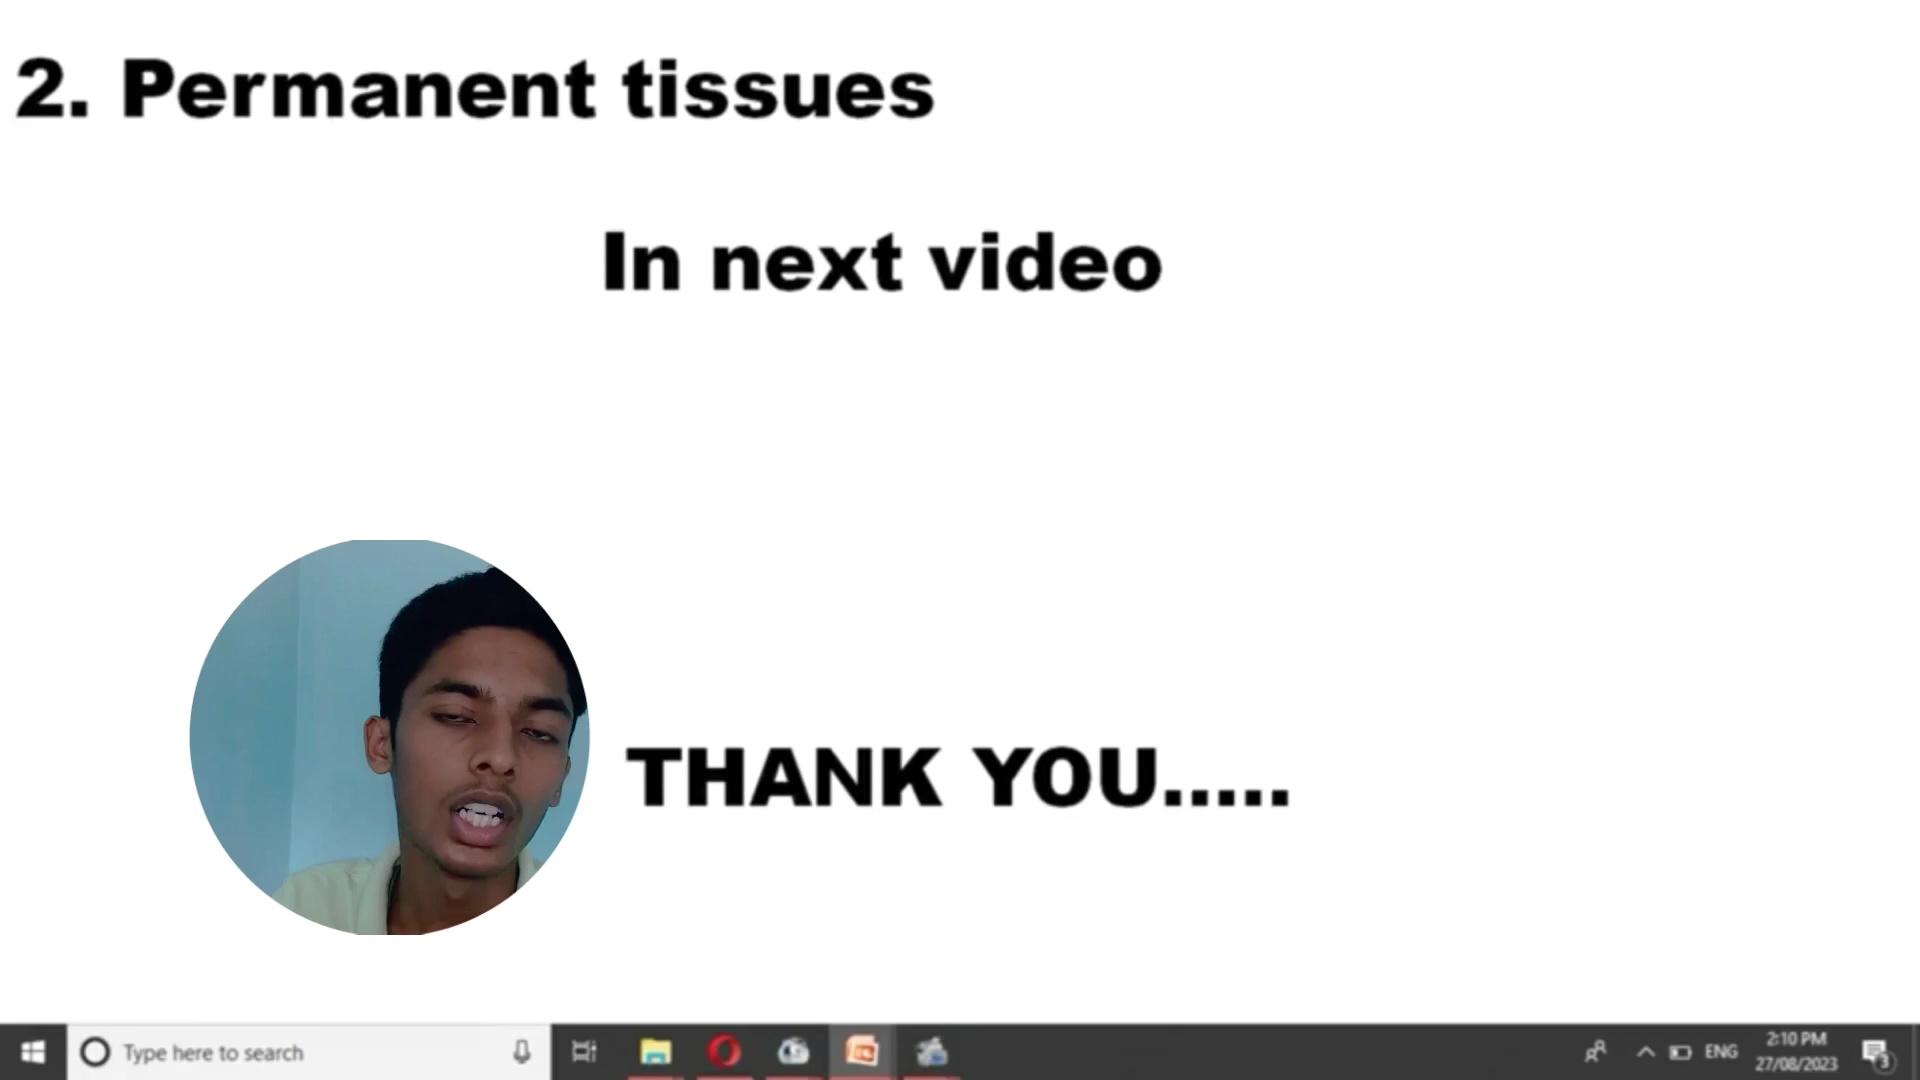 2. Permanent tissues
In next video
THANK YOU.....
Type here to search
ENG
2:10 PM
27/08/2023
3